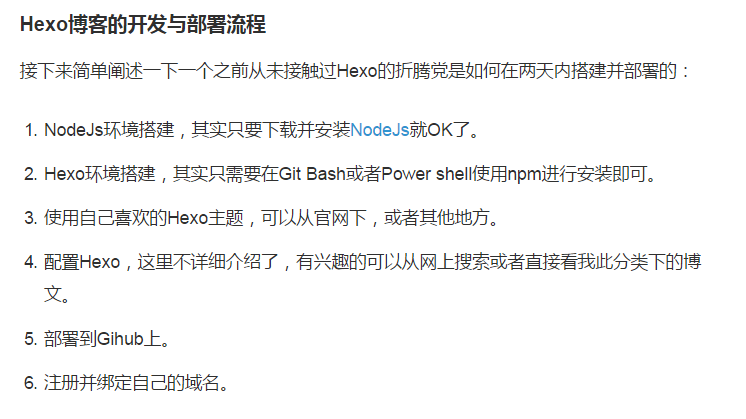 Hexo博客的开发与部署流程
接下来简单阐述一下一个之前从未接触过Hexo的折腾党是如何在两天内搭建并部署的：
1. NodeJs环境搭建，其实只要下载并安装NodeJs就OK了。
2. Hexo环境搭建，其实只需要在Git Bash或者Power shell使用npm进行安装即可。
3. 使用自己喜欢的Hexo主题，可以从官网下，或者其他地方。
4. 配置Hexo，这里不详细介绍了，有兴趣的可以从网上搜索或者直接看我此分类下的博
文。
5. 部署到Gihub上。
6. 注册并绑定自己的域名。